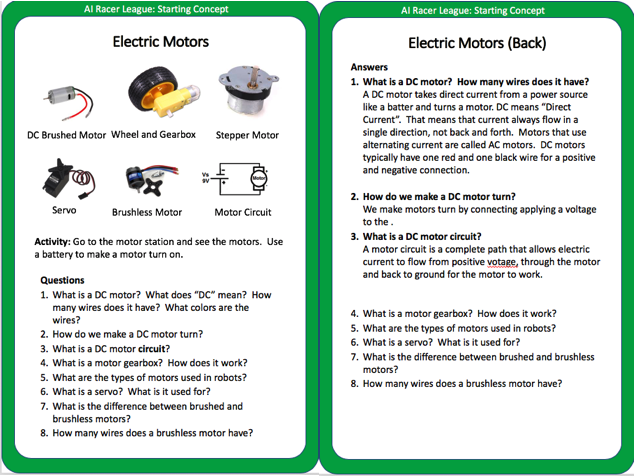 AI Racer League: Starting Concept
Electric Motors
DC Brushed Motor Wheel and Gearbox Stepper Motor
Vs
9V
Motor
Servo Brushless Motor Motor Circuit
Activity: Go to the motor station and see the motors. Use
a battery to make a motor turn on.
Questions
1. What is a DC motor? What does "DC" mean? How
many wires does it have? What colors are the
wires?
2. How do we make a DC motor turn?
3. What is a DC motor circuit?
4. What is a motor gearbox? How does it work?
5. What are the types of motors used in robots?
6. What is a servo? What is it used for?
7. What is the difference between brushed and
brushless motors?
8. How many wires does a brushless motor have?
AI Racer League: Starting Concept
Electric Motors (Back)
Answers
1. What is a DC motor? How many wires does it have?
A DC motor takes direct current from a power source
like a batter and turns a motor. DC means "Direct
Current". That means that current always flow in a
single direction, not back and forth. Motors that use
alternating current are called AC motors. DC motors
typically have one red and one black wire for a positive
and negative connection.
2. How do we make a DC motor turn?
We make motors turn by connecting applying a voltage
to the .
3. What is a DC motor circuit?
A motor circuit is a complete path that allows electric
current to flow from positive votage, through the motor
and back to ground for the motor to work.
4. What is a motor gearbox? How does it work?
5. What are the types of motors used in robots?
6. What is a servo? What is it used for?
7. What is the difference between brushed and brushless
motors?
8. How many wires does a brushless motor have?